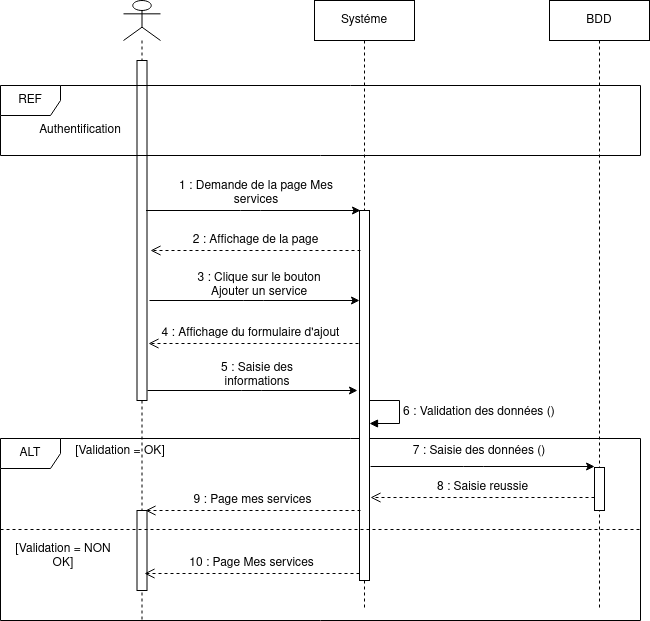 Systéme
BDD
REF
Authentification
1 : Demande de la page Mes
services
2 : Affichage de la page
3 : Clique sur le bouton
Ajouter un service
4 : Affichage du formulaire d'ajout
5 : Saisie des
informations
6 : Validation des données ()
ALT
[Validation = OK]
7 : Saisie des données ()
8 : Saisie reussie
9 : Page mes services
[Validation = NON
OK]
10 : Page Mes services